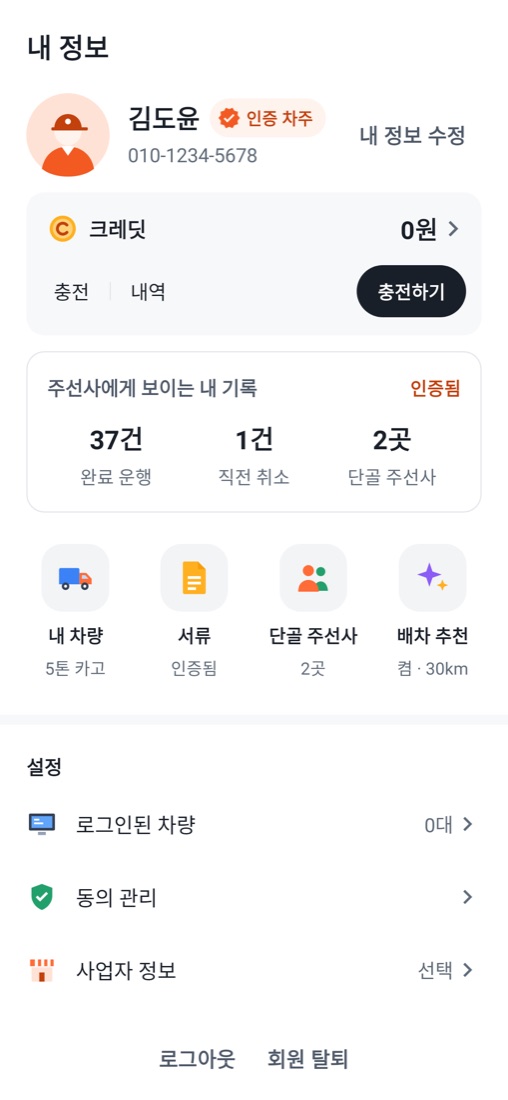 내 정보
김도윤 인증 차주
010-1234-5678
내 정보 수정
C 크레딧 0원
충전 내역 충전하기
주선사에게 보이는 내 기록 인증됨
37건 1건 2곳
완료 운행 직전 취소 단골 주선사
내 차량 서류 단골 주선사 배차 추천
5톤 카고 인증됨 2곳 켬 · 30km
설정
로그인된 차량 0대
동의 관리
사업자 정보 선택
로그아웃 회원 탈퇴